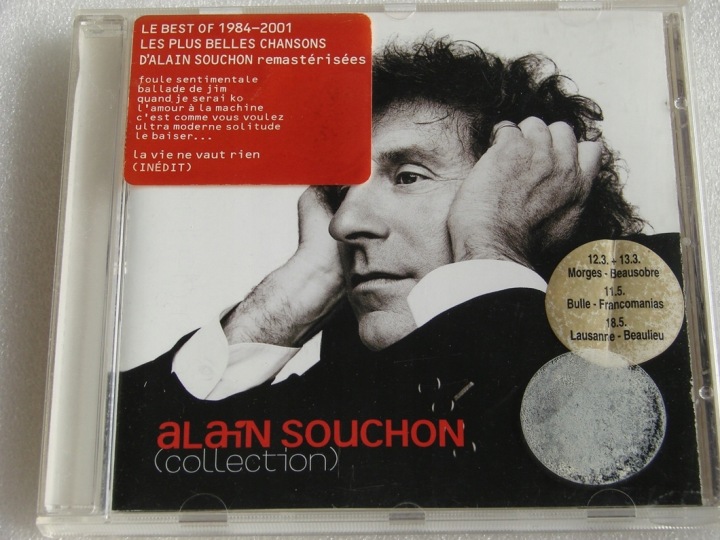 LE BEST OF 1984-2001
LES PLUS BELLES CHANSONS
D'ALAIN SOUCHON remastérisées
foule sentimentale
ballade de jim
quand je serai ko
l'amour à la machine
c'est comme vous voulez
ultra moderne solitude
le baiser...
la vie ne vaut rien
(INÉDIT)
12.3. + 13.3.
Morges - Beausobre
11.5.
Bulle - Francomanias
18.5.
Lausanne - Beaulieu
ALAIN SOUCHON
(collection)